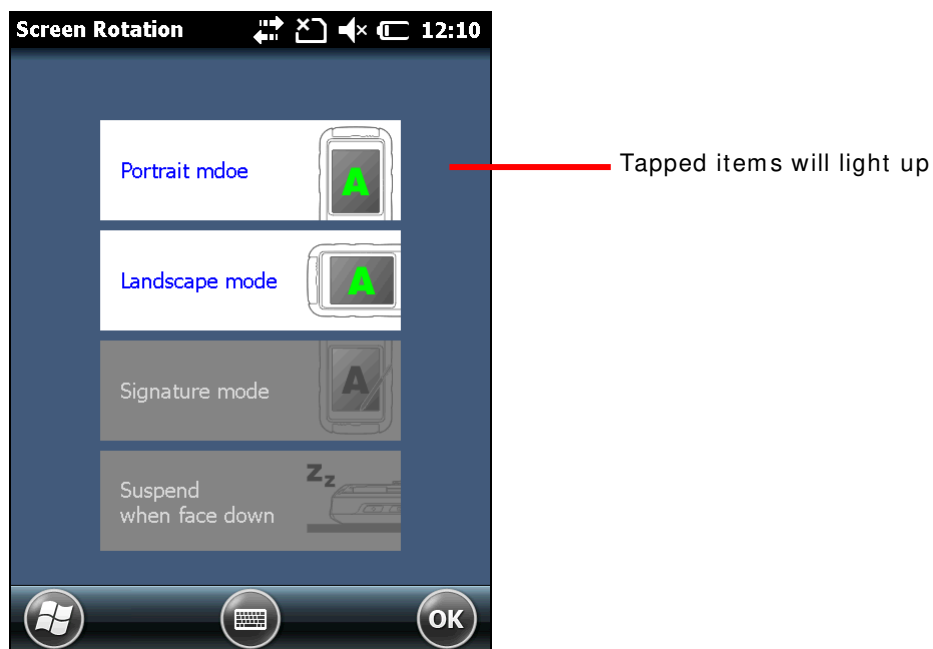 Screen Rotation 12:10
Portrait mdoe
A
Tapped items will light up
Landscape mode
A
Signature mode
A
Suspend
when face down
Zz
OK